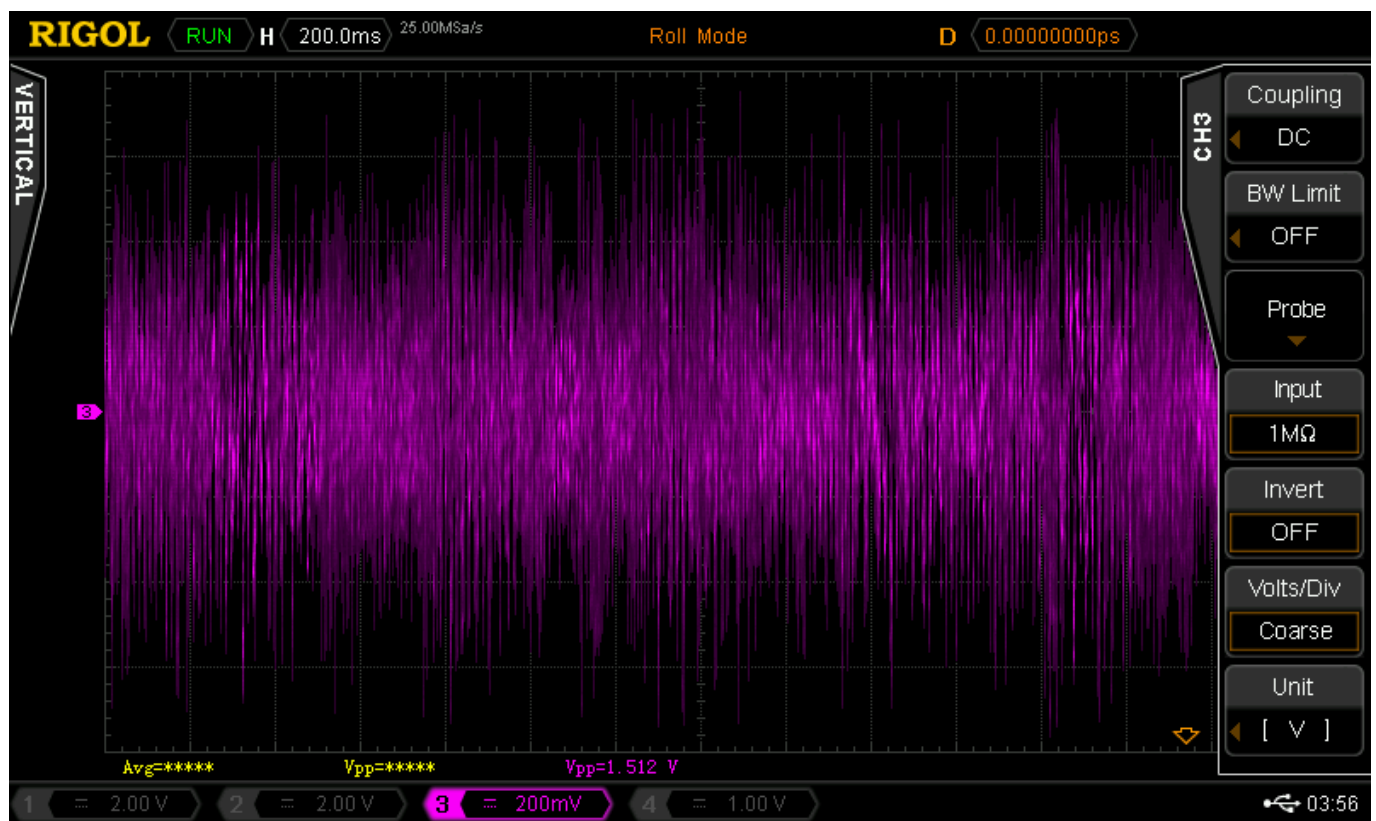 RIGOL RUN H 200.0ms 25.00MSa/s Roll Mode D 0.00000000ps
VERTICAL
CH3
Coupling
DC
BW Limit
OFF
Probe
Input
1MΩ
Invert
OFF
Volts/Div
Coarse
Unit
[ V ]
3
Avg=***** Vpp=***** Vpp=1.512 V
1 = 2.00 V 2 = 2.00 V 3 = 200mV 4 = 1.00 V 03:56